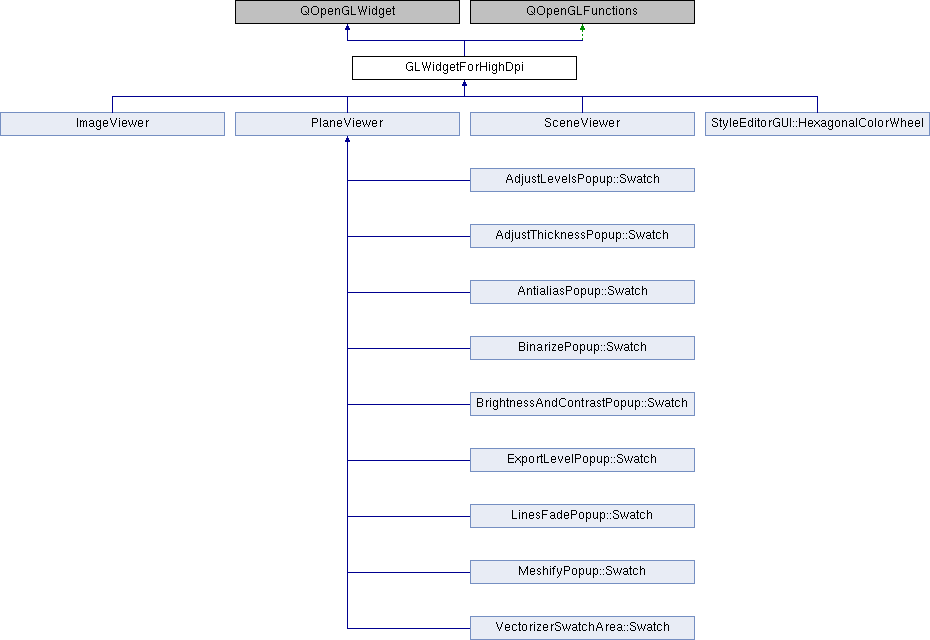 QOpenGLWidget
QOpenGLFunctions
GLWidgetForHighDpi
ImageViewer
PlaneViewer
SceneViewer
StyleEditorGUI::HexagonalColorWheel
AdjustLevelsPopup::Swatch
AdjustThicknessPopup::Swatch
AntialiasPopup::Swatch
BinarizePopup::Swatch
BrightnessAndContrastPopup::Swatch
ExportLevelPopup::Swatch
LinesFadePopup::Swatch
MeshifyPopup::Swatch
VectorizerSwatchArea::Swatch